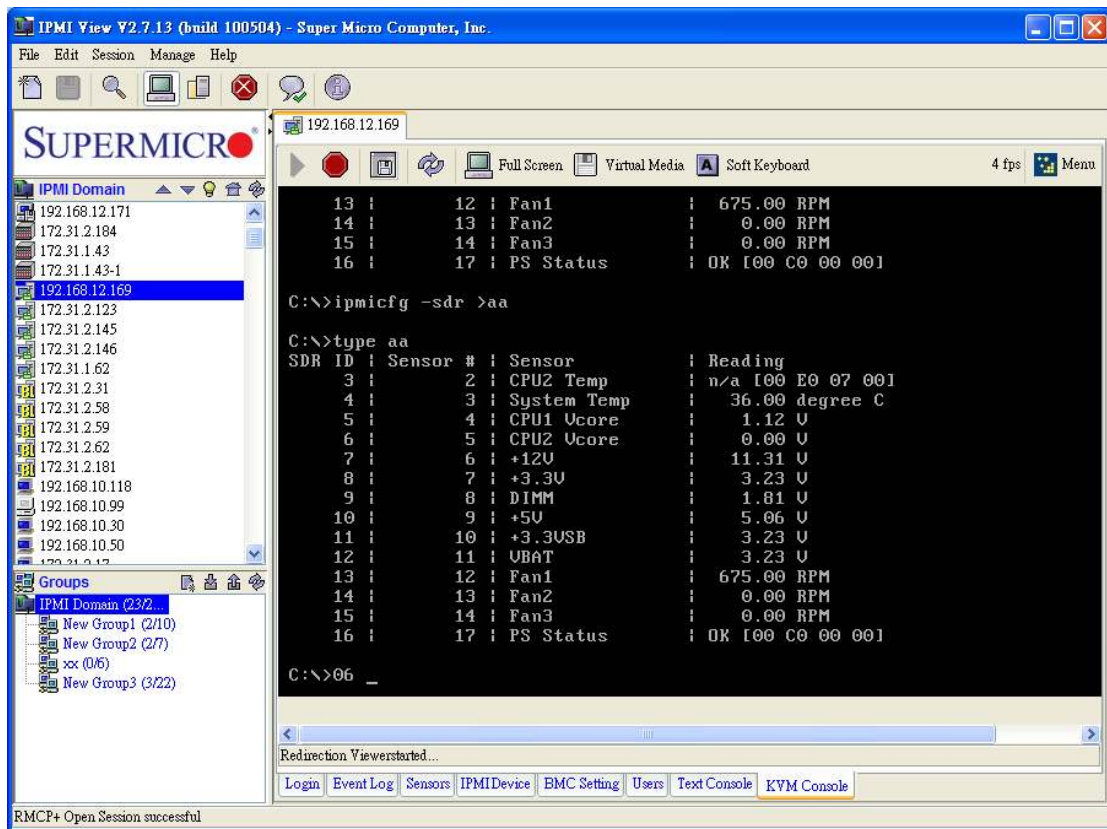 IPMI View V2.7.13 (build 100504) - Super Micro Computer, Inc.
File Edit Session Manage Help
SUPERMICRO
IPMI Domain
192.168.12.171
172.31.2.184
172.31.1.43
172.31.1.43-1
192.168.12.169
172.31.2.123
172.31.2.145
172.31.2.146
172.31.1.62
172.31.2.31
172.31.2.58
172.31.2.59
172.31.2.62
172.31.2.181
192.168.10.118
192.168.10.99
192.168.10.30
192.168.10.50
Groups
IPMI Domain (23/2...
New Group1 (2/10)
New Group2 (2/7)
xx (0/6)
New Group3 (3/22)
192.168.12.169
Full Screen Virtual Media A Soft Keyboard 4 fps Menu
13 | 12 | Fan1 | 675.00 RPM
14 | 13 | Fan2 | 0.00 RPM
15 | 14 | Fan3 | 0.00 RPM
16 | 17 | PS Status | OK [00 C0 00 00]
C:\>ipmicfg -sdr >aa
C:\>type aa
SDR ID | Sensor # | Sensor | Reading
3 | 2 | CPU2 Temp | n/a [00 E0 07 00]
4 | 3 | System Temp | 36.00 degree C
5 | 4 | CPU1 Vcore | 1.12 V
6 | 5 | CPU2 Vcore | 0.00 V
7 | 6 | +12V | 11.31 V
8 | 7 | +3.3V | 3.23 V
9 | 8 | DIMM | 1.81 V
10 | 9 | +5V | 5.06 V
11 | 10 | +3.3VSB | 3.23 V
12 | 11 | VBAT | 3.23 V
13 | 12 | Fan1 | 675.00 RPM
14 | 13 | Fan2 | 0.00 RPM
15 | 14 | Fan3 | 0.00 RPM
16 | 17 | PS Status | OK [00 C0 00 00]
C:\>06 _
Redirection Viewerstarted...
Login Event Log Sensors IPMI Device BMC Setting Users Text Console KVM Console
RMCP+ Open Session successful